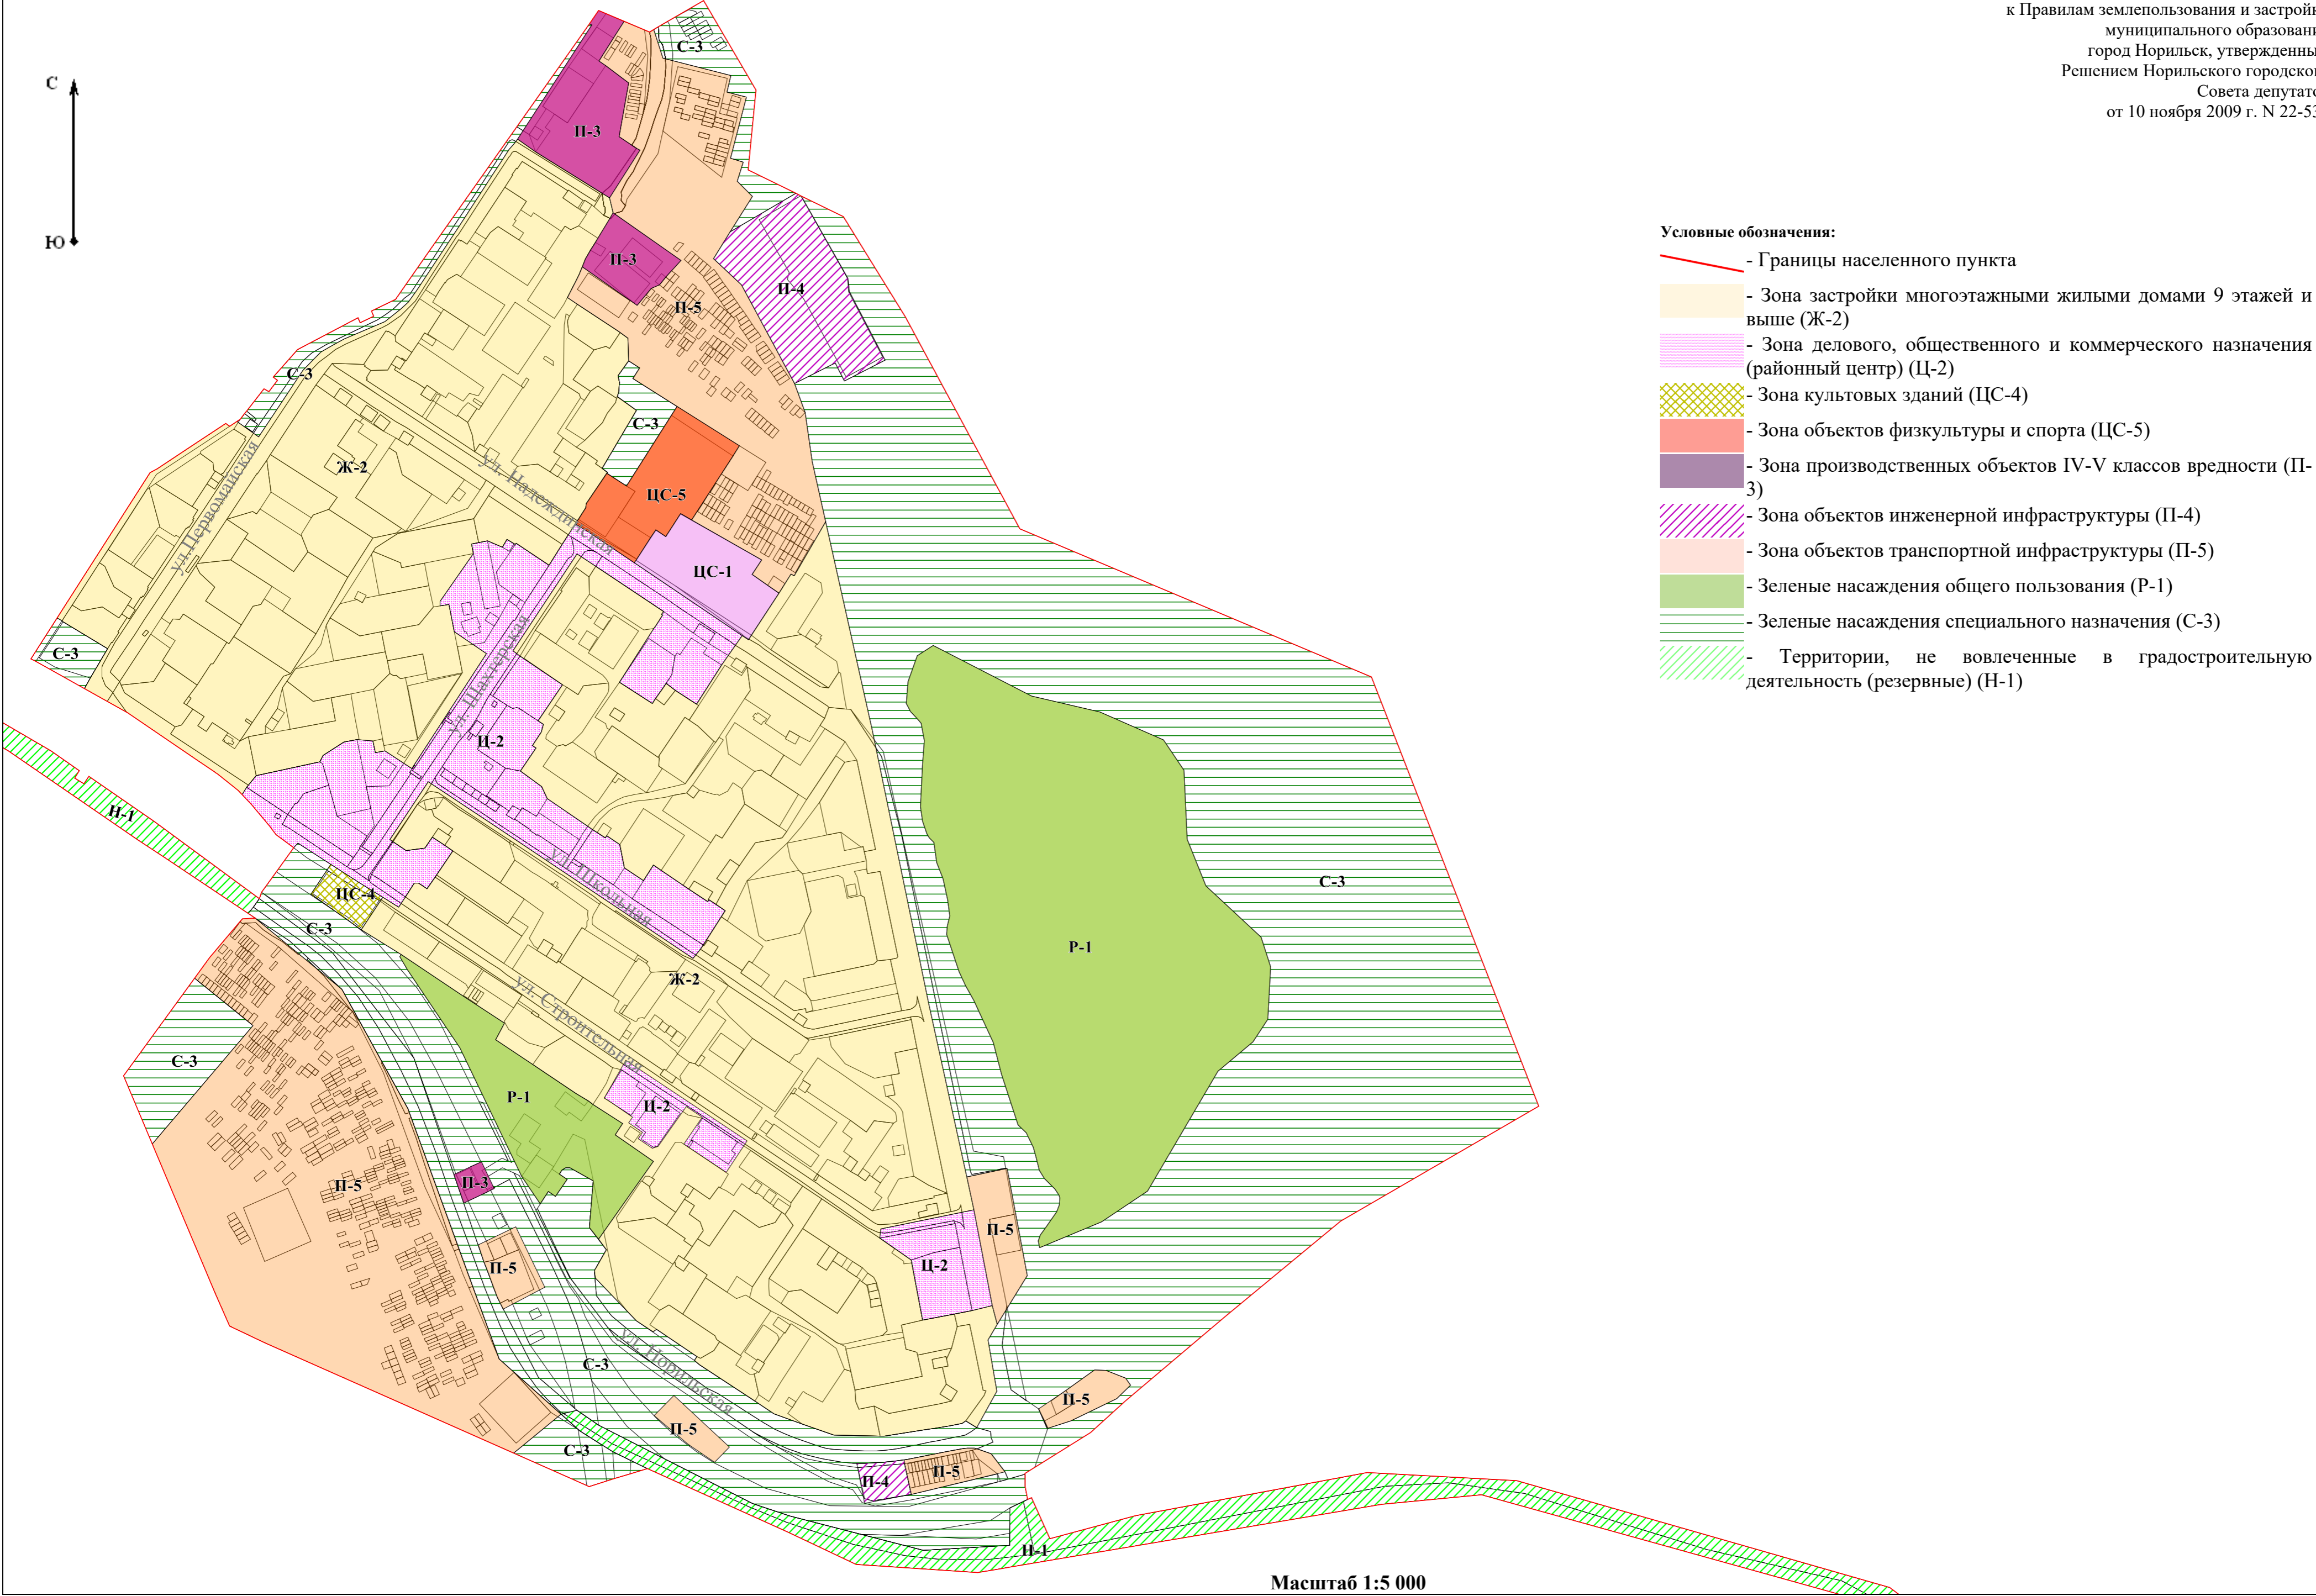 к Правилам землепользования и застройк
муниципального образовани
город Норильск, утвержденны
Решением Норильского городског
Совета депутато
от 10 ноября 2009 г. N 22-53
С
Ю
Условные обозначения:
- Границы населенного пункта
- Зона застройки многоэтажными жилыми домами 9 этажей и
выше (Ж-2)
- Зона делового, общественного и коммерческого назначения
(районный центр) (Ц-2)
- Зона культовых зданий (ЦС-4)
- Зона объектов физкультуры и спорта (ЦС-5)
- Зона производственных объектов IV-V классов вредности (П-
3)
- Зона объектов инженерной инфраструктуры (П-4)
- Зона объектов транспортной инфраструктуры (П-5)
- Зеленые насаждения общего пользования (Р-1)
- Зеленые насаждения специального назначения (С-3)
- Территории, не вовлеченные в градостроительную
деятельность (резервные) (Н-1)
С-3
П-3
П-3
П-4
П-5
С-3
С-3
Ж-2
ул. Первомайская
ул. Надеждинская
ЦС-5
ЦС-1
С-3
ул. Шахтерская
Ц-2
Н-1
ул. Школьная
ЦС-4
С-3
С-3
Р-1
Ж-2
ул. Строительная
С-3
Р-1
Ц-2
П-3
П-5
П-5
Ц-2
П-5
С-3
ул. Норильская
П-5
П-5
С-3
П-4
П-5
Н-1
Масштаб 1:5 000